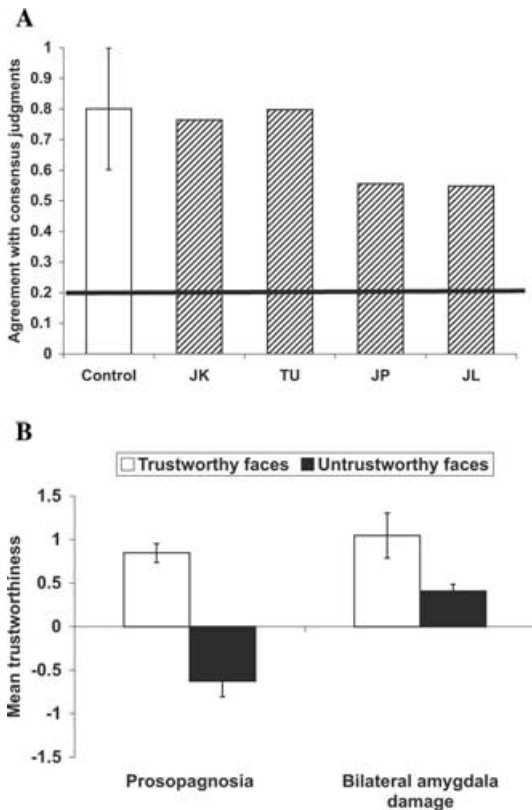 A
Agreement with consensus judgments
1
0.9
0.8
0.7
0.6
0.5
0.4
0.3
0.2
0.1
0
Control JK TU JP JL
B
Trustworthy faces Untrustworthy faces
Mean trustworthiness
1.5
1
0.5
0
-0.5
-1
-1.5
Prosopagnosia Bilateral amygdala
damage